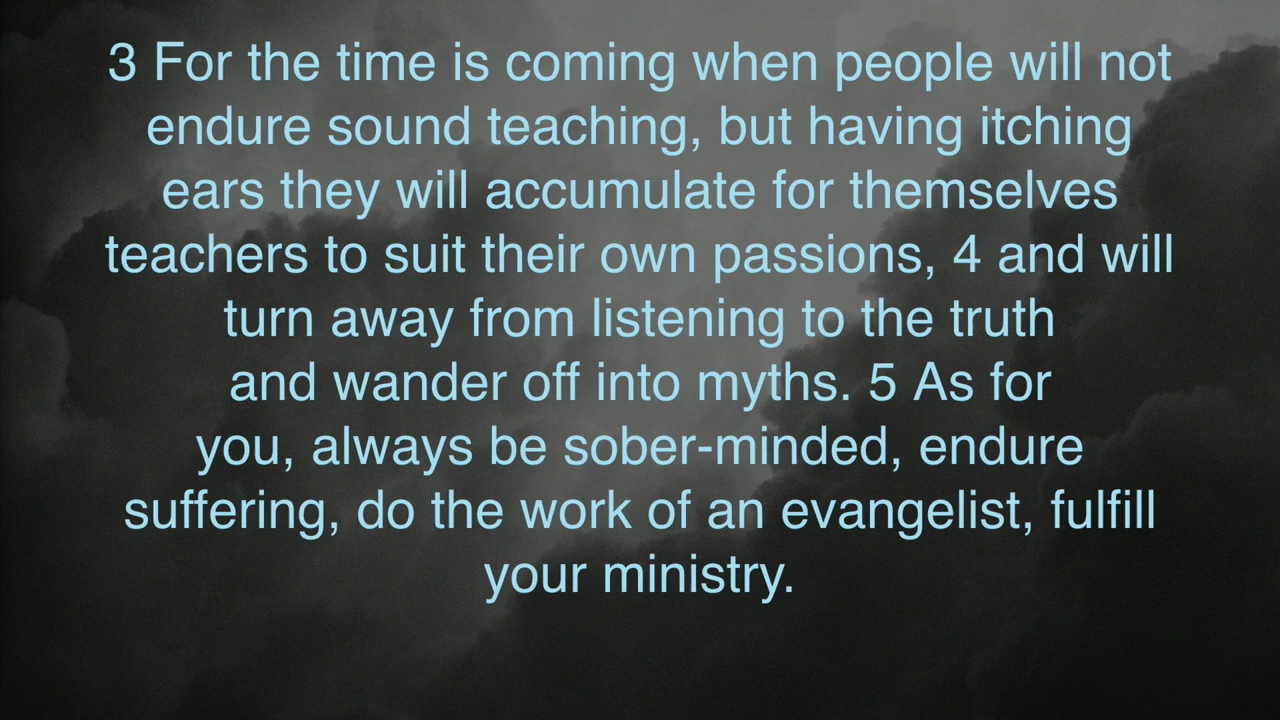 3 For the time is coming when people will not
endure sound teaching, but having itching
ears they will accumulate for themselves
teachers to suit their own passions, 4 and will
turn away from listening to the truth
and wander off into myths. 5 As for
you, always be sober-minded, endure
suffering, do the work of an evangelist, fulfill
your ministry.